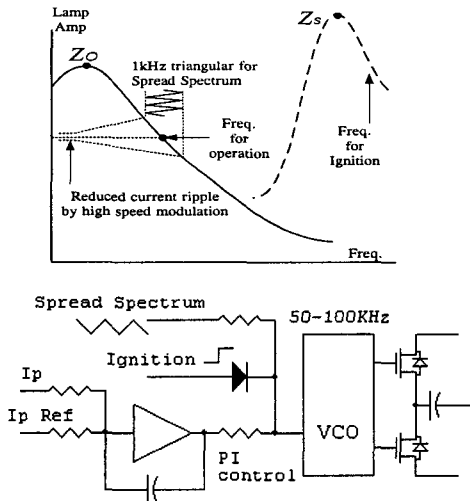 Lamp
Amp
Zo
Zs
1kHz triangular for
Spread Spectrum
Freq.
for
operation
Freq.
for
Ignition
Reduced current ripple
by high speed modulation
Freq.
Spread Spectrum
50-100KHz
Ignition
Ip
Ip Ref
VCO
PI
control